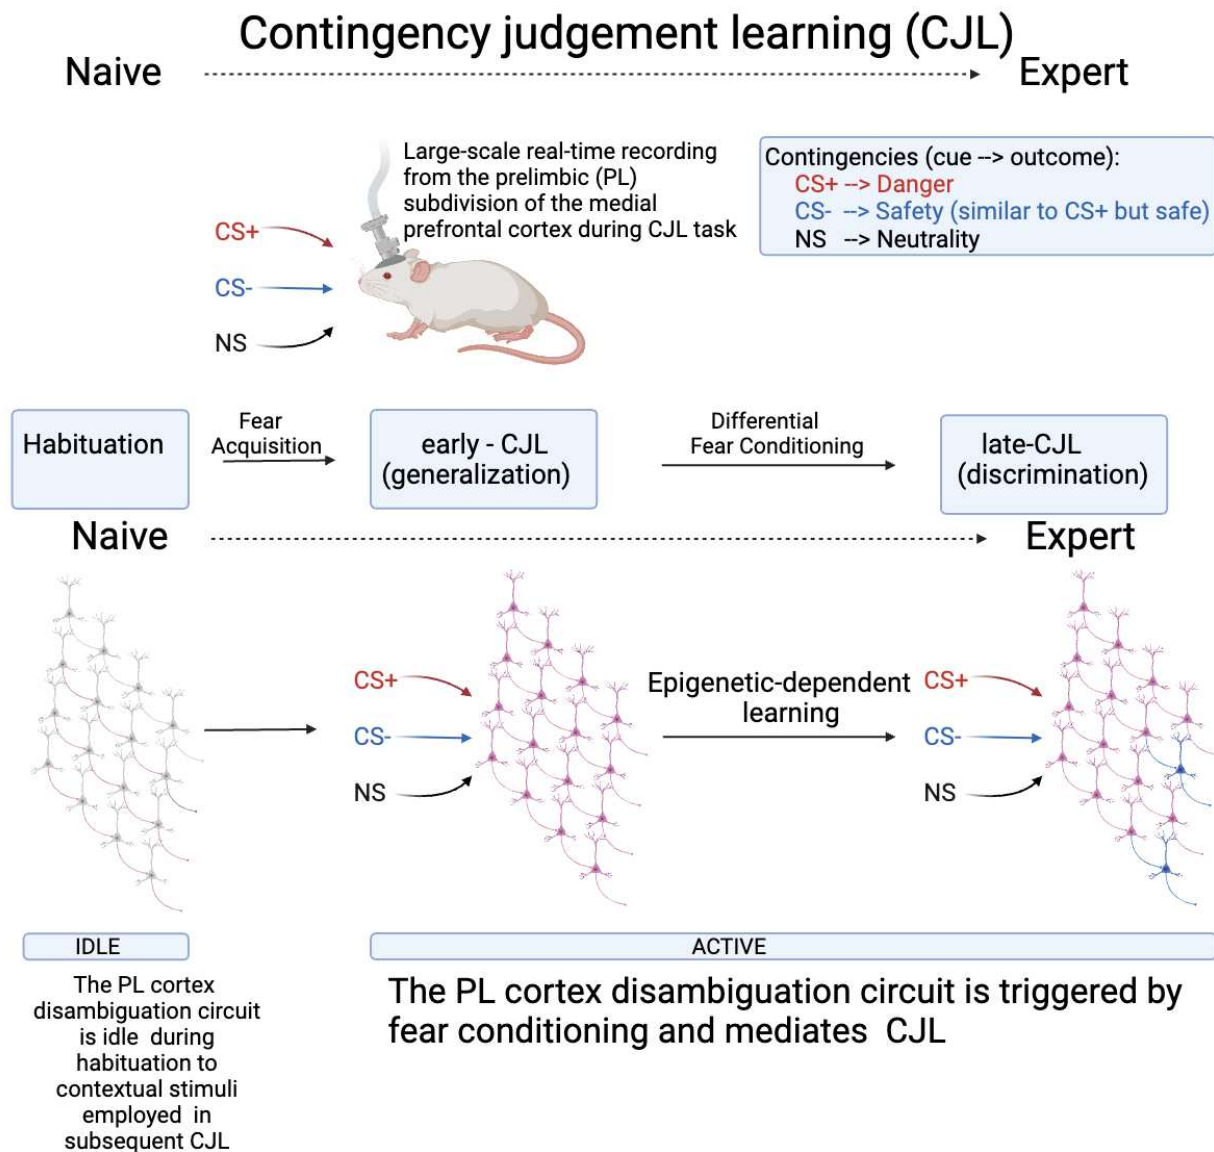 Contingency judgement learning (CJL)
Naive
Expert
Large-scale real-time recording
from the prelimbic (PL)
subdivision of the medial
prefrontal cortex during CJL task
Contingencies (cue --> outcome):
CS+ --> Danger
CS- --> Safety (similar to CS+ but safe)
NS --> Neutrality
CS+
CS-
NS
Habituation
Fear
Acquisition
early - CJL
(generalization)
Differential
Fear Conditioning
late-CJL
(discrimination)
Naive
Expert
CS+
CS-
NS
Epigenetic-dependent
learning
CS+
CS-
NS
IDLE
ACTIVE
The PL cortex
disambiguation circuit
is idle during
habituation to
contextual stimuli
employed in
subsequent CJL
The PL cortex disambiguation circuit is triggered by
fear conditioning and mediates CJL